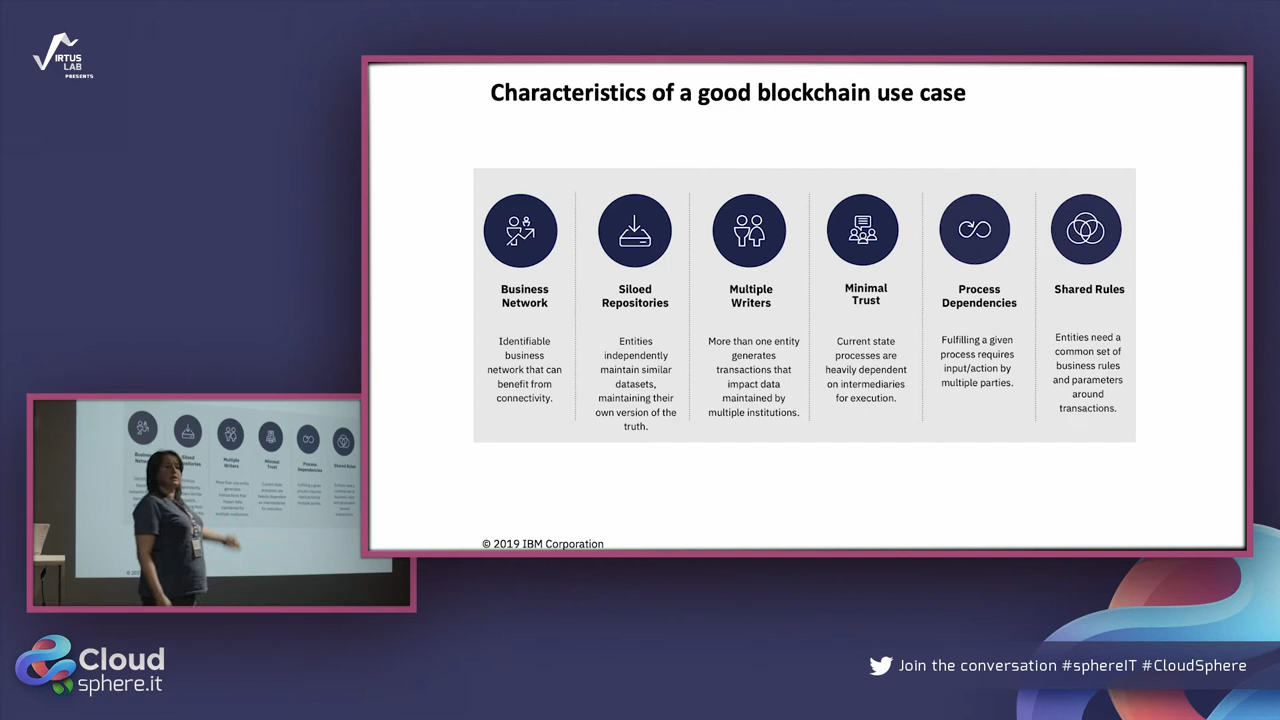 VIRTUS
LAB
PRESENTS
Characteristics of a good blockchain use case
Business
Network
Identifiable
business
network that can
benefit from
connectivity.
Siloed
Repositories
Entities
independently
maintain similar
datasets,
maintaining their
own version of the
truth.
Multiple
Writers
More than one entity
generates
transactions that
impact data
maintained by
multiple institutions.
Minimal
Trust
Current state
processes are
heavily dependent
on intermediaries
for execution.
Process
Dependencies
Fulfilling a given
process requires
input/action by
multiple parties.
Shared Rules
Entities need a
common set of
business rules
and parameters
around
transactions.
© 2019 IBM Corporation
Cloud
sphere.it
Join the conversation #sphereIT #CloudSphere